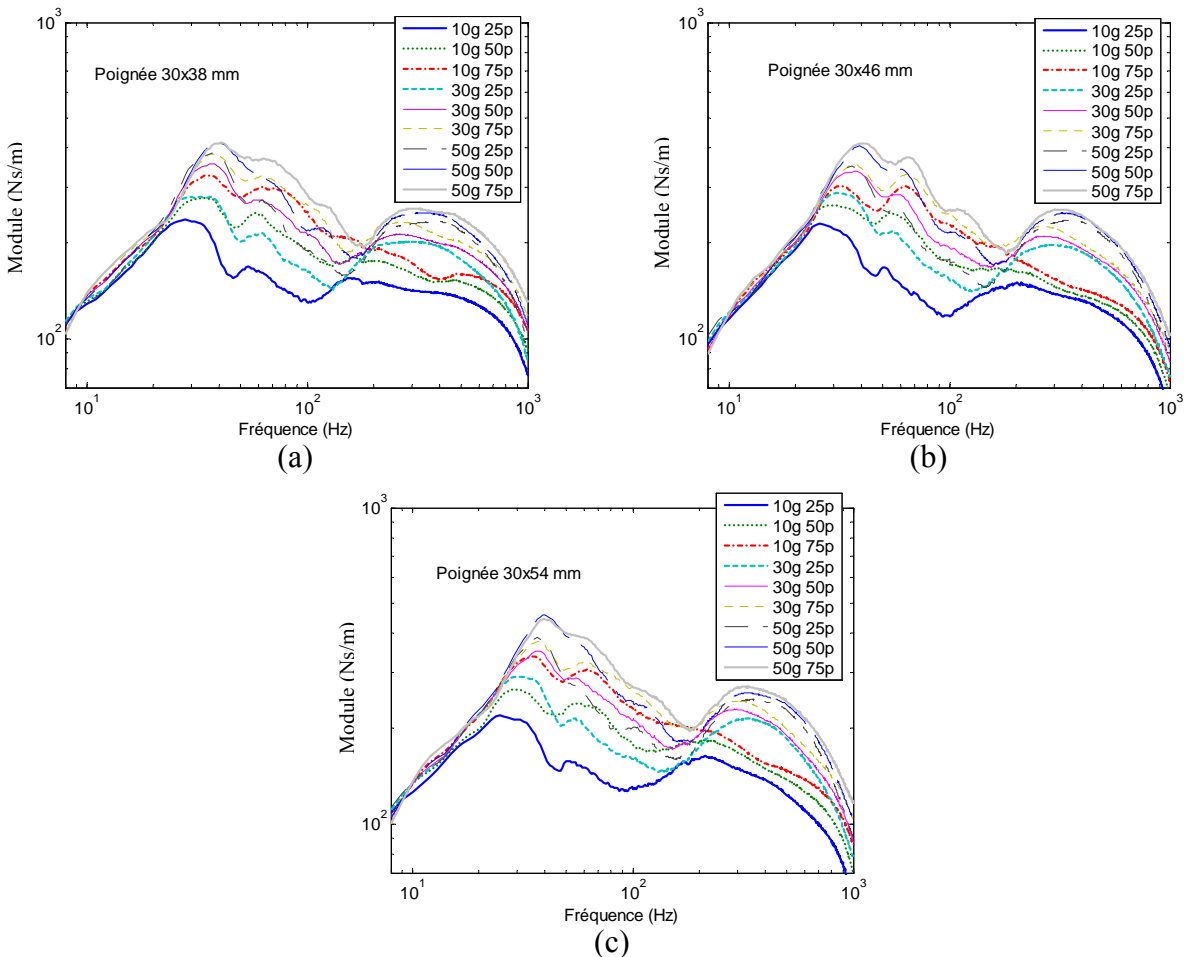 10³
10g 25p
10g 50p
10g 75p
30g 25p
30g 50p
30g 75p
50g 25p
50g 50p
50g 75p
Poignée 30x38 mm
Module (Ns/m)
10²
10¹ 10² 10³
Fréquence (Hz)
(a)
10³
10g 25p
10g 50p
10g 75p
30g 25p
30g 50p
30g 75p
50g 25p
50g 50p
50g 75p
Poignée 30x46 mm
Module (Ns/m)
10²
10¹ 10² 10³
Fréquence (Hz)
(b)
10³
10g 25p
10g 50p
10g 75p
30g 25p
30g 50p
30g 75p
50g 25p
50g 50p
50g 75p
Poignée 30x54 mm
Module (Ns/m)
10²
10¹ 10² 10³
Fréquence (Hz)
(c)